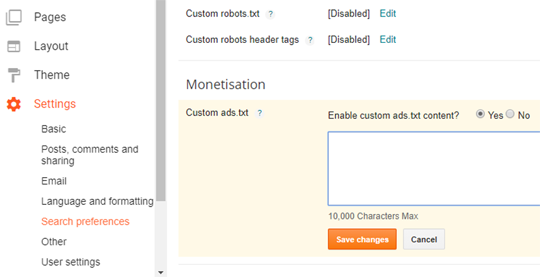 Pages
Layout
Theme
Settings
Basic
Posts, comments and
sharing
Email
Language and formatting
Search preferences
Other
User settings
Custom robots.txt ? [Disabled] Edit
Custom robots header tags ? [Disabled] Edit
Monetisation
Custom ads.txt ? Enable custom ads.txt content? Yes No
10,000 Characters Max
Save changes Cancel